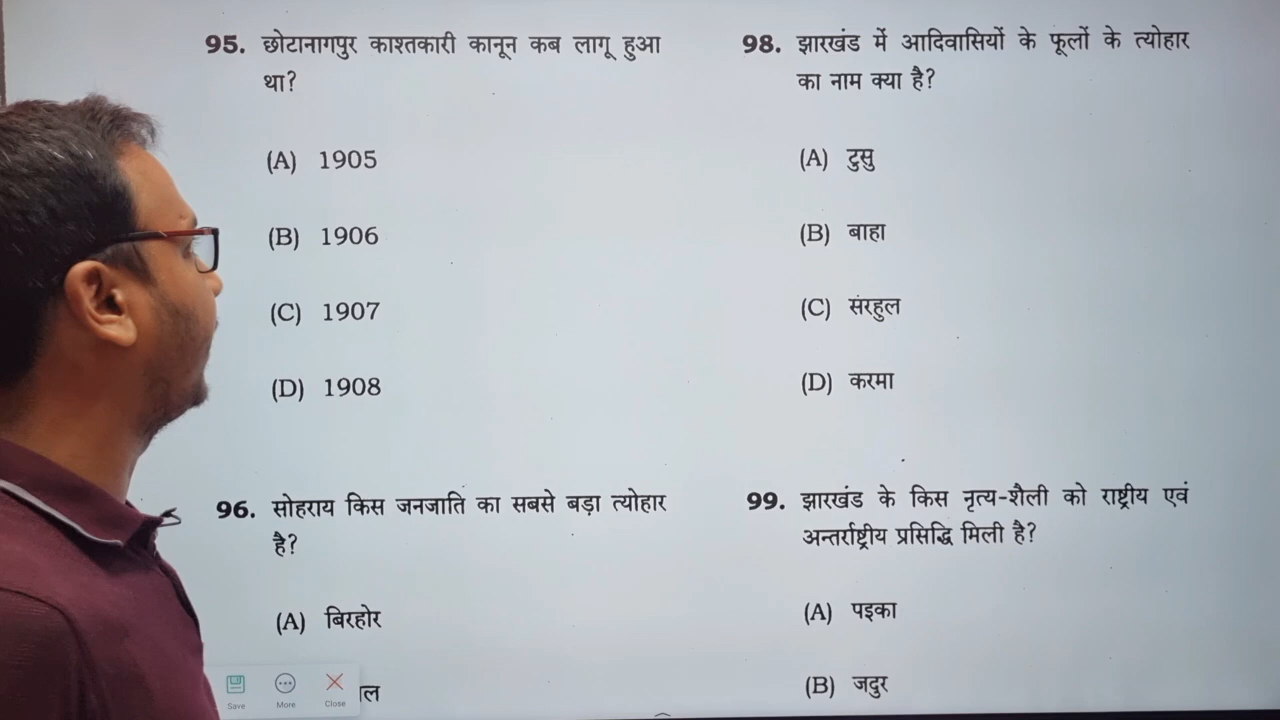 95. छोटानागपुर काश्तकारी कानून कब लागू हुआ
था?
(A) 1905
(B) 1906
(C) 1907
(D) 1908
96. सोहराय किस जनजाति का सबसे बड़ा त्योहार
है?
(A) बिरहोर
98. झारखंड में आदिवासियों के फूलों के त्योहार
का नाम क्या है?
(A) टुसु
(B) बाहा
(C) संरहुल
(D) करमा
99. झारखंड के किस नृत्य-शैली को राष्ट्रीय एवं
अन्तर्राष्ट्रीय प्रसिद्धि मिली है?
(A) पइका
(B) जदुर
Save More Close